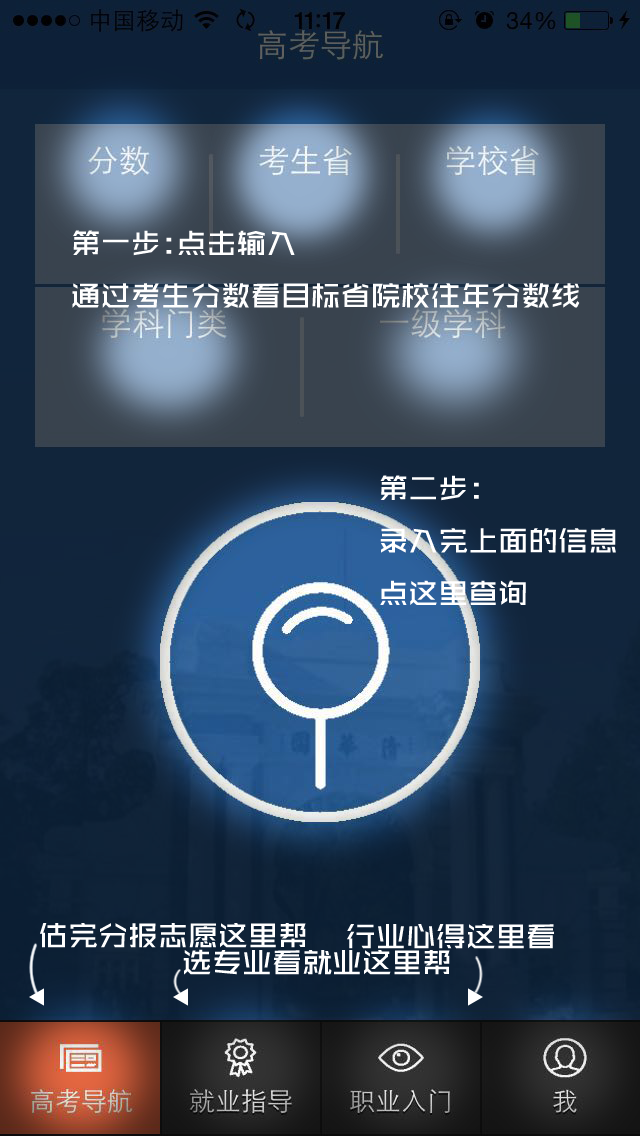 中国移动 11:17 34%
高考导航
分数 考生省 学校省
第一步:点击输入
通过考生分数看目标省院校往年分数线
学科门类 一级学科
第二步:
录入完上面的信息
点这里查询
園華清
估完分报志愿这里帮 行业心得这里看
选专业看就业这里帮
高考导航 就业指导 职业入门 我